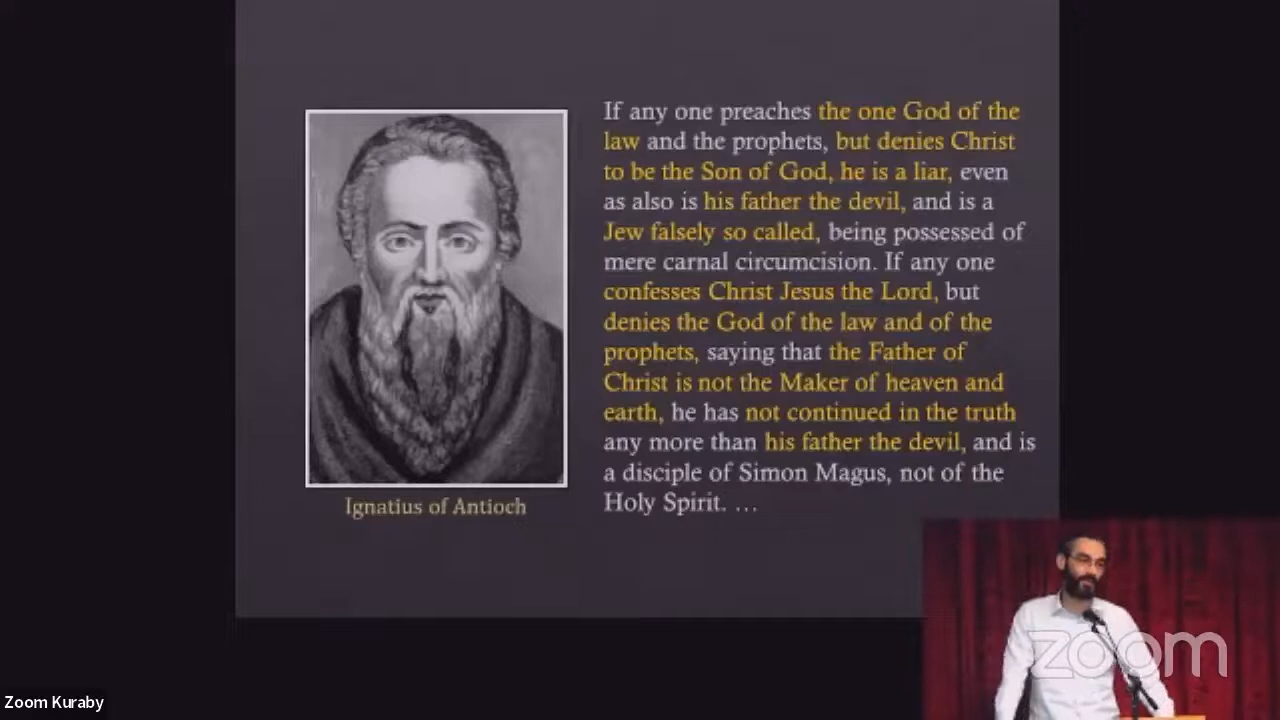 If any one preaches the one God of the
law and the prophets, but denies Christ
to be the Son of God, he is a liar, even
as also is his father the devil, and is a
Jew falsely so called, being possessed of
mere carnal circumcision. If any one
confesses Christ Jesus the Lord, but
denies the God of the law and of the
prophets, saying that the Father of
Christ is not the Maker of heaven and
earth, he has not continued in the truth
any more than his father the devil, and is
a disciple of Simon Magus, not of the
Holy Spirit. …
Ignatius of Antioch
zoom
Zoom Kuraby